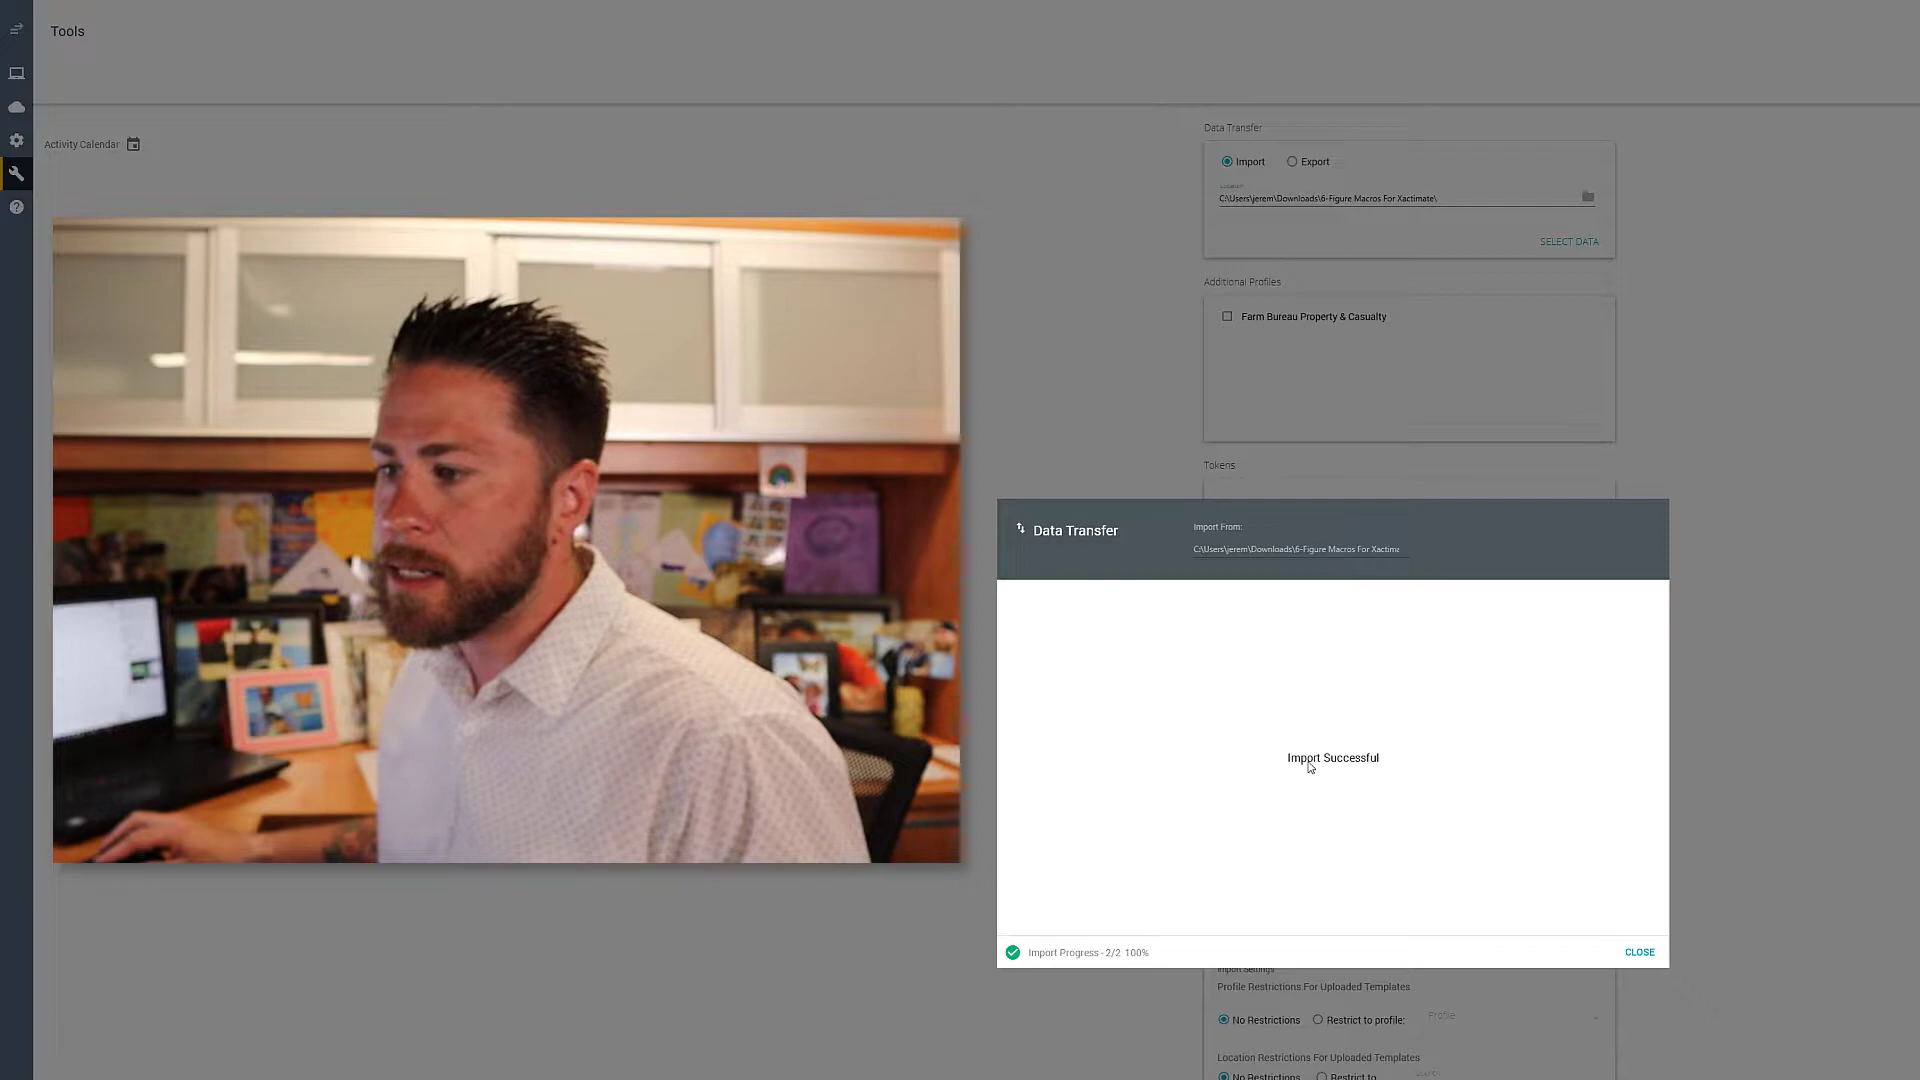 Tools
Activity Calendar
Data Transfer
Import
Export
C:\Users\jerem\Downloads\6-Figure Macros For Xactimate\
SELECT DATA
Additional Profiles
Farm Bureau Property & Casualty
Tokens
Data Transfer
Import From:
C:\Users\jerem\Downloads\6-Figure Macros For Xactima
Import Successful
Import Progress - 2/2 100%
CLOSE
Import Settings
Profile Restrictions For Uploaded Templates
No Restrictions
Restrict to profile:
Profile
Location Restrictions For Uploaded Templates
No Restrictions
Restrict to